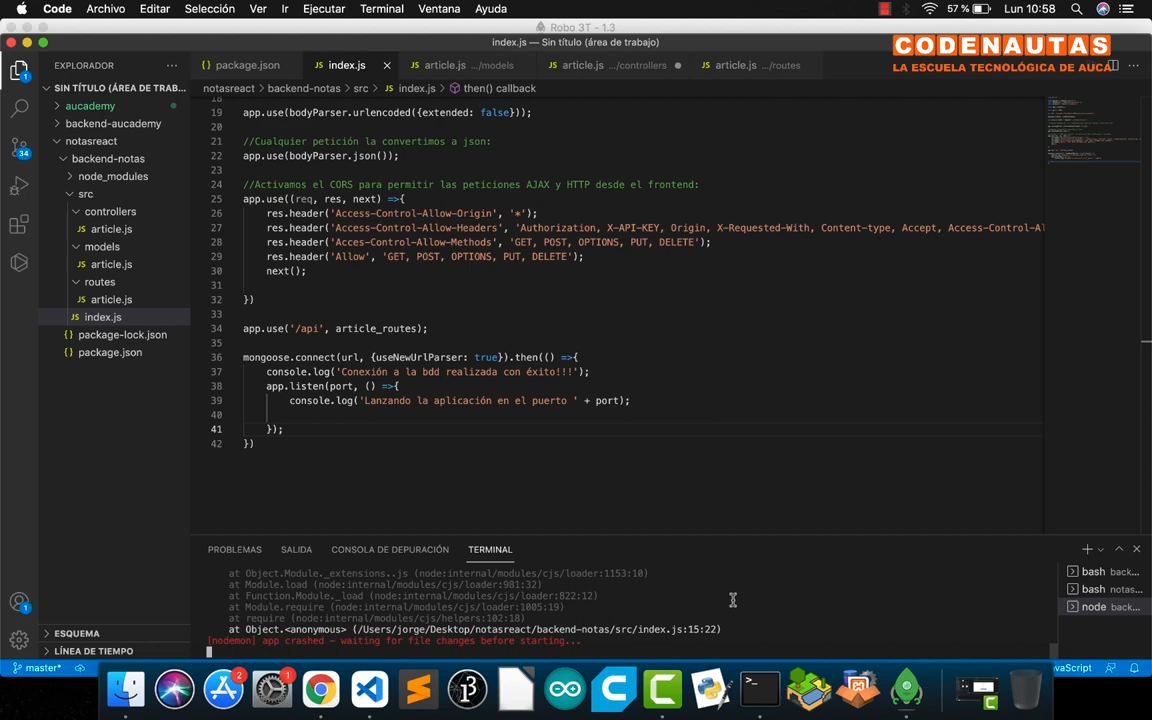 Code Archivo Editar Selección Ver Ir Ejecutar Terminal Ventana Ayuda 57 % Lun 10:58
Robo 3T - 1.3
index.js — Sin título (área de trabajo)
CODENAUTAS
LA ESCUELA TECNOLÓGICA DE AUCA
EXPLORADOR
package.json index.js article.js .../models article.js .../controllers article.js .../routes
SIN TÍTULO (ÁREA DE TRAB...
notasreact > backend-notas > src > index.js > then() callback
aucademy
backend-aucademy
notasreact
backend-notas
node_modules
src
controllers
article.js
models
article.js
routes
article.js
index.js
package-lock.json
package.json
18
19 app.use(bodyParser.urlencoded({extended: false}));
20
21 //Cualquier petición la convertimos a json:
22 app.use(bodyParser.json());
23
24 //Activamos el CORS para permitir las peticiones AJAX y HTTP desde el frontend:
25 app.use((req, res, next) =>{
26 res.header('Access-Control-Allow-Origin', '*');
27 res.header('Access-Control-Allow-Headers', 'Authorization, X-API-KEY, Origin, X-Requested-With, Content-type, Accept, Access-Control-Al
28 res.header('Acces-Control-Allow-Methods', 'GET, POST, OPTIONS, PUT, DELETE');
29 res.header('Allow', 'GET, POST, OPTIONS, PUT, DELETE');
30 next();
31
32 })
33
34 app.use('/api', article_routes);
35
36 mongoose.connect(url, {useNewUrlParser: true}).then(() =>{
37 console.log('Conexión a la bdd realizada con éxito!!!');
38 app.listen(port, () =>{
39 console.log('Lanzando la aplicación en el puerto ' + port);
40
41 });
42 })
PROBLEMAS SALIDA CONSOLA DE DEPURACIÓN TERMINAL
at Object.Module._extensions..js (node:internal/modules/cjs/loader:1153:10)
at Module.load (node:internal/modules/cjs/loader:981:32)
at Function.Module._load (node:internal/modules/cjs/loader:822:12)
at Module.require (node:internal/modules/cjs/loader:1005:19)
at require (node:internal/modules/cjs/helpers:102:18)
at Object.<anonymous> (/Users/jorge/Desktop/notasreact/backend-notas/src/index.js:15:22)
[nodemon] app crashed - waiting for file changes before starting...
bash back...
bash notas...
node back...
ESQUEMA
LÍNEA DE TIEMPO
master*
JavaScript
1
34
1
2
1